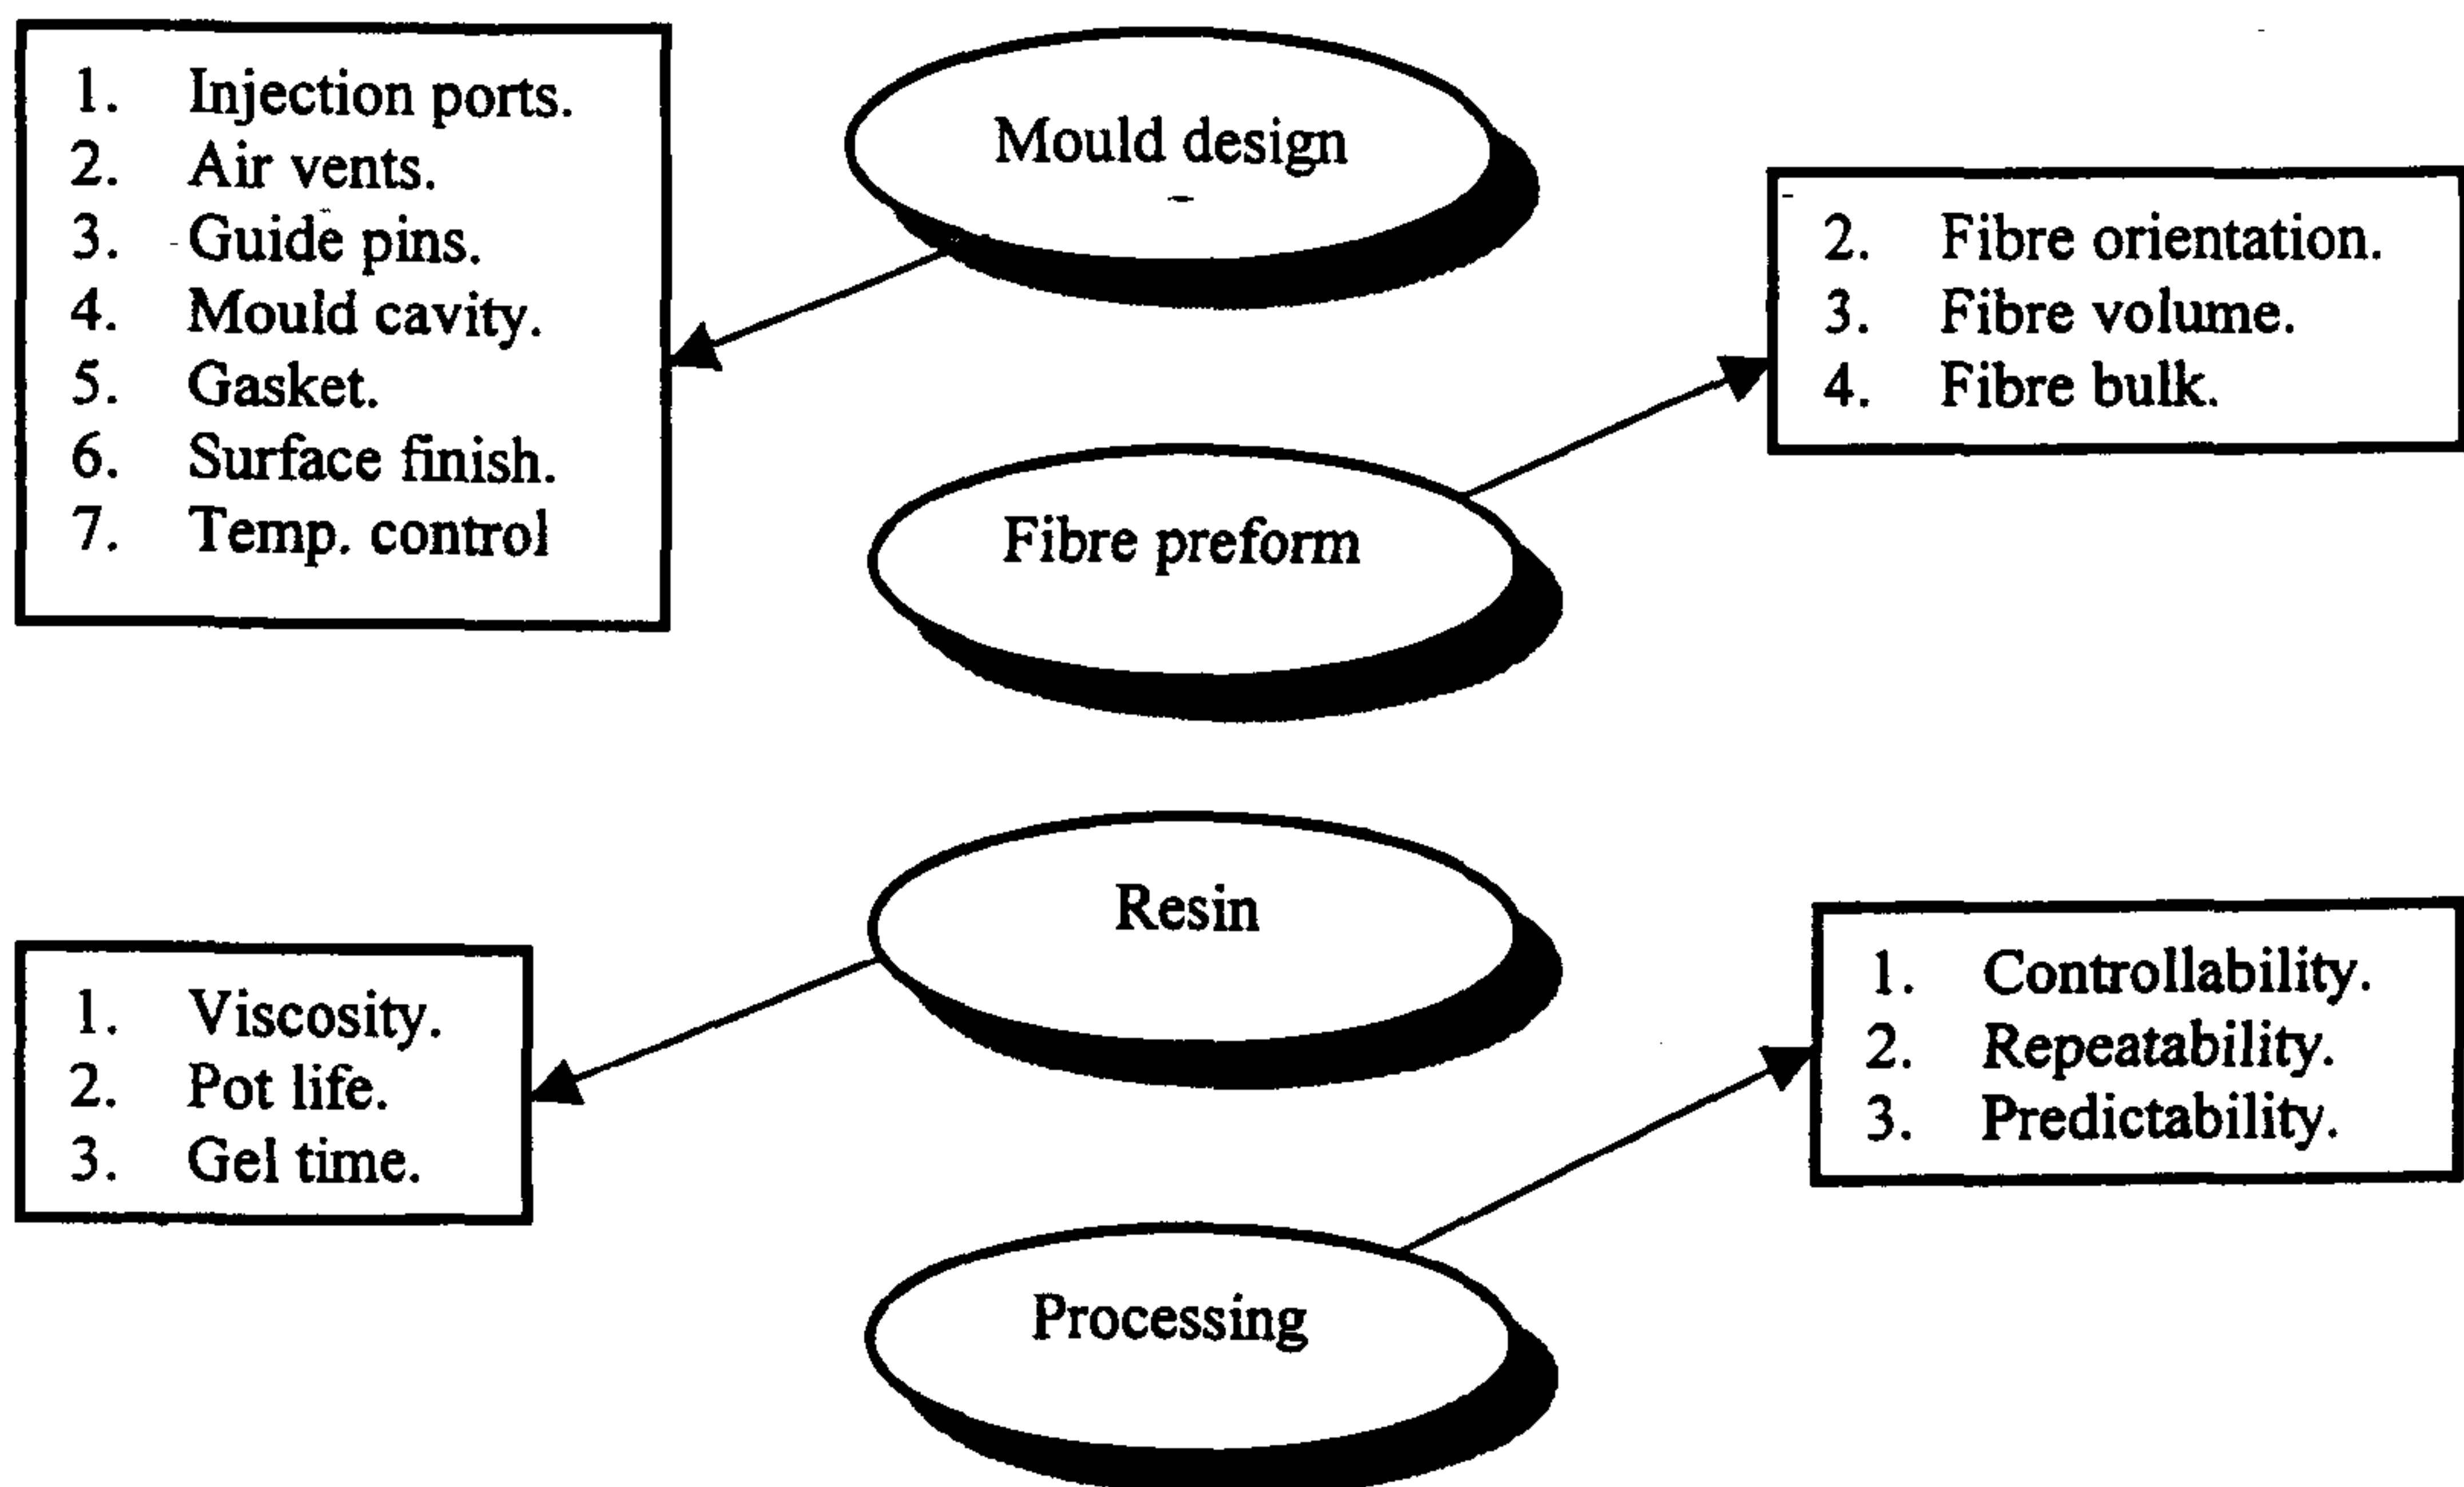 Mould design
1. Injection ports.
2. Air vents.
3. Guide pins.
4. Mould cavity.
5. Gasket.
6. Surface finish.
7. Temp. control
Fibre preform
2. Fibre orientation.
3. Fibre volume.
4. Fibre bulk.
Resin
1. Viscosity.
2. Pot life.
3. Gel time.
Processing
1. Controllability.
2. Repeatability.
3. Predictability.